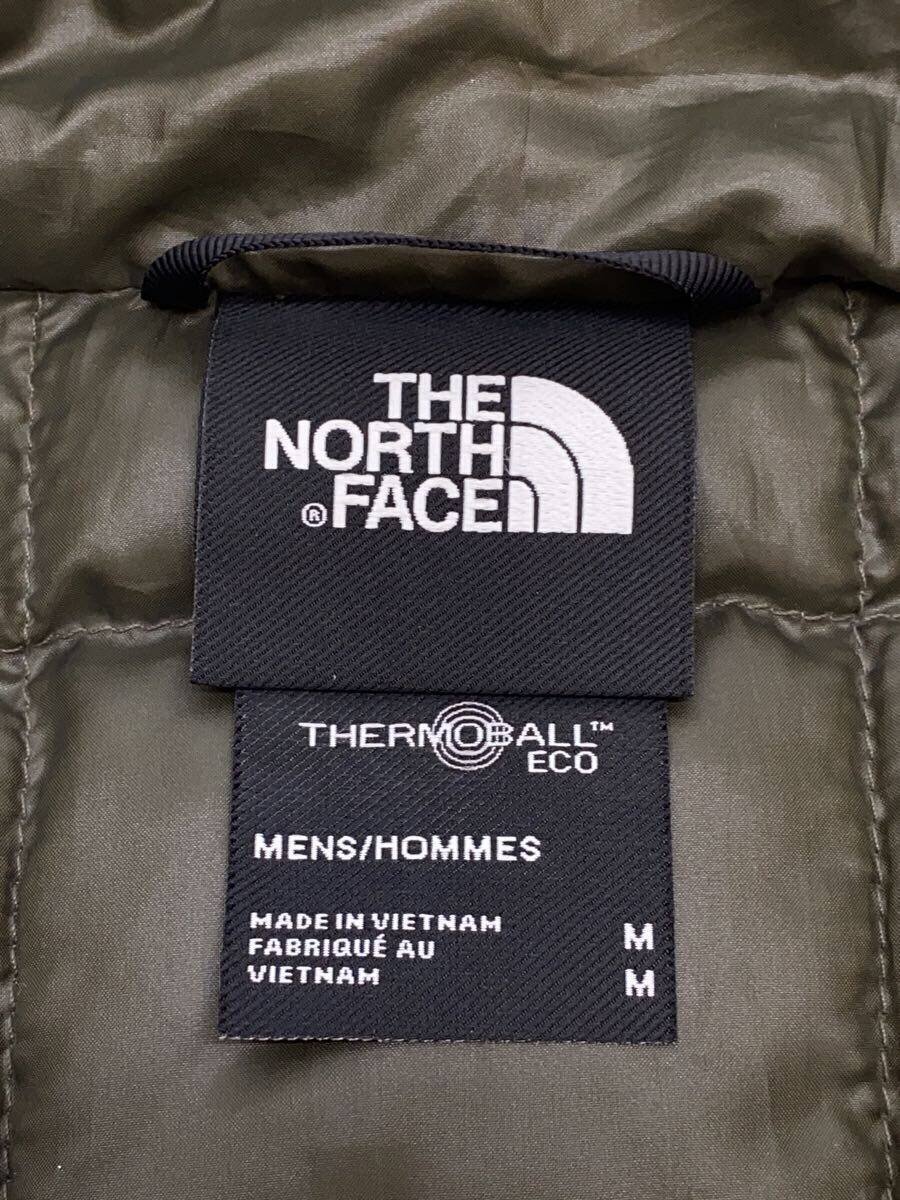 THE
NORTH
® FACE
THERMOBALL™
ECO
MENS/HOMMES
MADE IN VIETNAM
FABRIQUÉ AU M
VIETNAM M